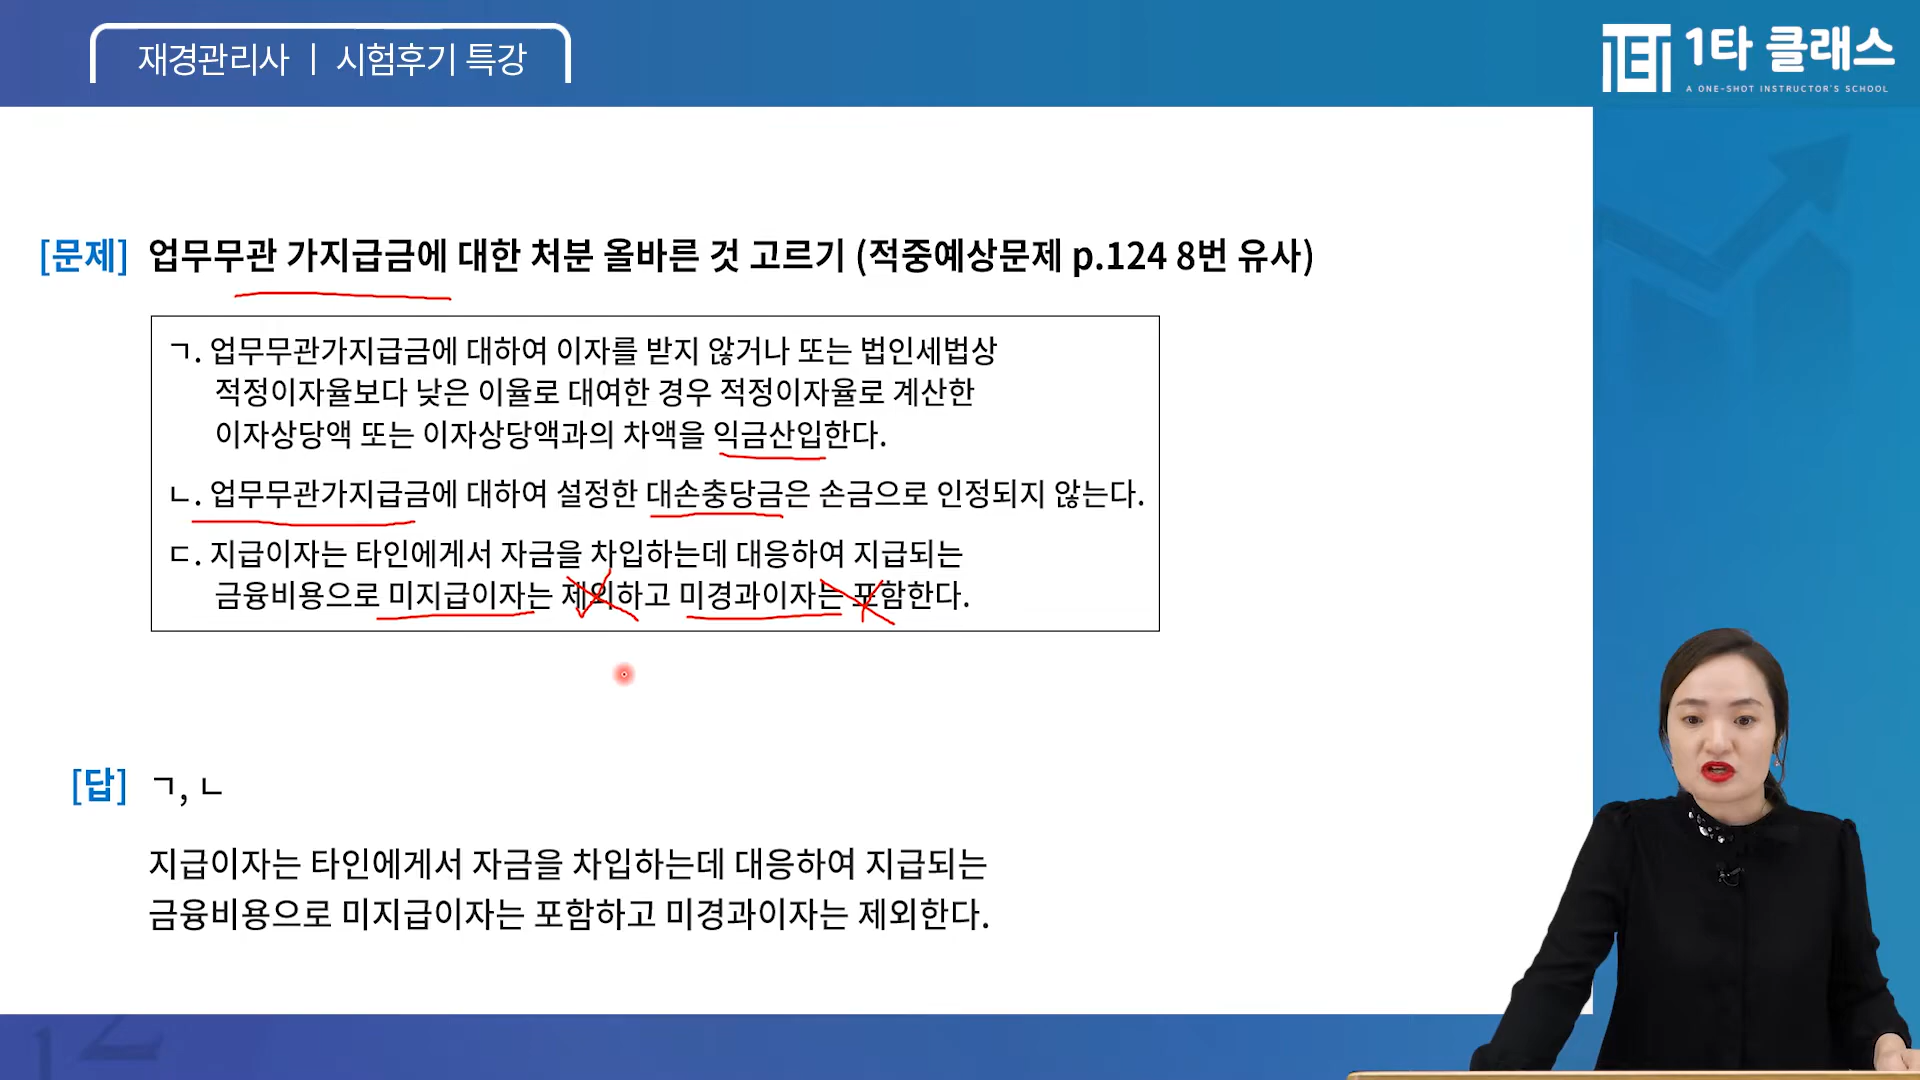 재경관리사 ㅣ 시험후기 특강
1타 클래스
A ONE-SHOT INSTRUCTOR'S SCHOOL
[문제] 업무무관 가지급금에 대한 처분 올바른 것 고르기 (적중예상문제 p.124 8번 유사)
ㄱ. 업무무관가지급금에 대하여 이자를 받지 않거나 또는 법인세법상
적정이자율보다 낮은 이율로 대여한 경우 적정이자율로 계산한
이자상당액 또는 이자상당액과의 차액을 익금산입한다.
ㄴ. 업무무관가지급금에 대하여 설정한 대손충당금은 손금으로 인정되지 않는다.
ㄷ. 지급이자는 타인에게서 자금을 차입하는데 대응하여 지급되는
금융비용으로 미지급이자는 제외하고 미경과이자는 포함한다.
[답] ㄱ, ㄴ
지급이자는 타인에게서 자금을 차입하는데 대응하여 지급되는
금융비용으로 미지급이자는 포함하고 미경과이자는 제외한다.
12